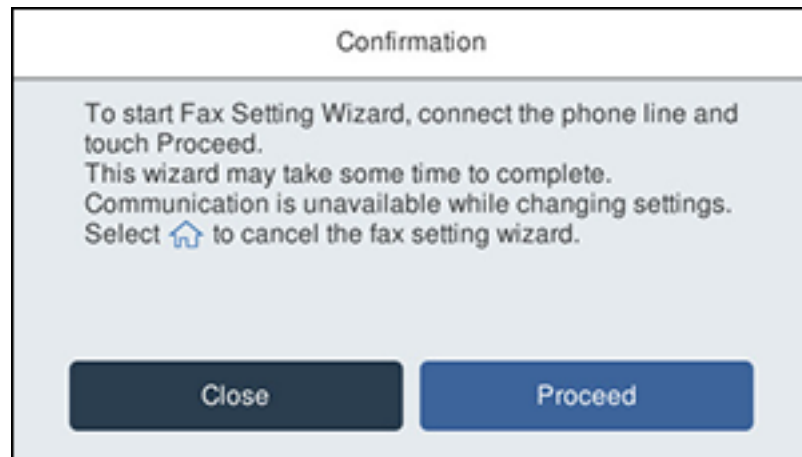 Confirmation
To start Fax Setting Wizard, connect the phone line and
touch Proceed.
This wizard may take some time to complete.
Communication is unavailable while changing settings.
Select to cancel the fax setting wizard.
Close
Proceed